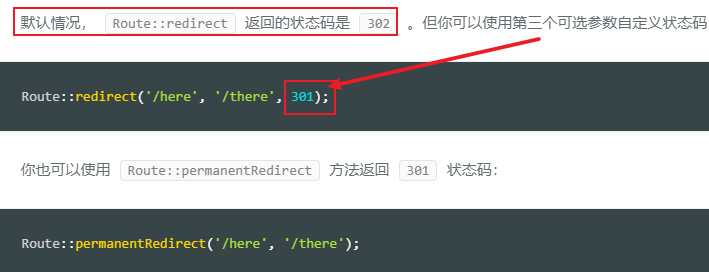 默认情况， Route::redirect 返回的状态码是 302 。但你可以使用第三个可选参数自定义状态码
Route::redirect('/here', '/there', 301);
你也可以使用 Route::permanentRedirect 方法返回 301 状态码：
Route::permanentRedirect('/here', '/there');